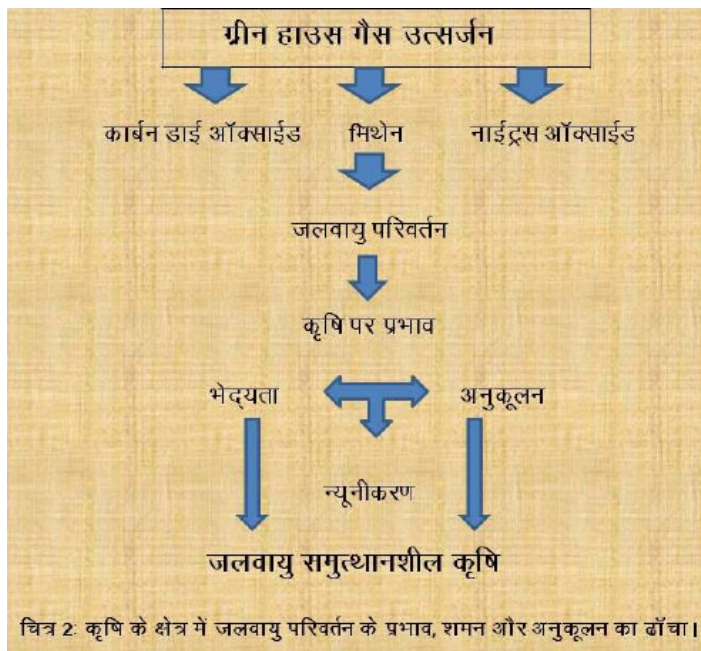 ग्रीन हाउस गैस उत्सर्जन
कार्बन डाई ऑक्साईड मिथेन नाईट्रस ऑक्साईड
जलवायु परिवर्तन
कृषि पर प्रभाव
भेद्यता अनुकूलन
न्यूनीकरण
जलवायु समुत्थानशील कृषि
चित्र 2: कृषि के क्षेत्र में जलवायु परिवर्तन के प्रभाव, शमन और अनुकूलन का ढाँचा।